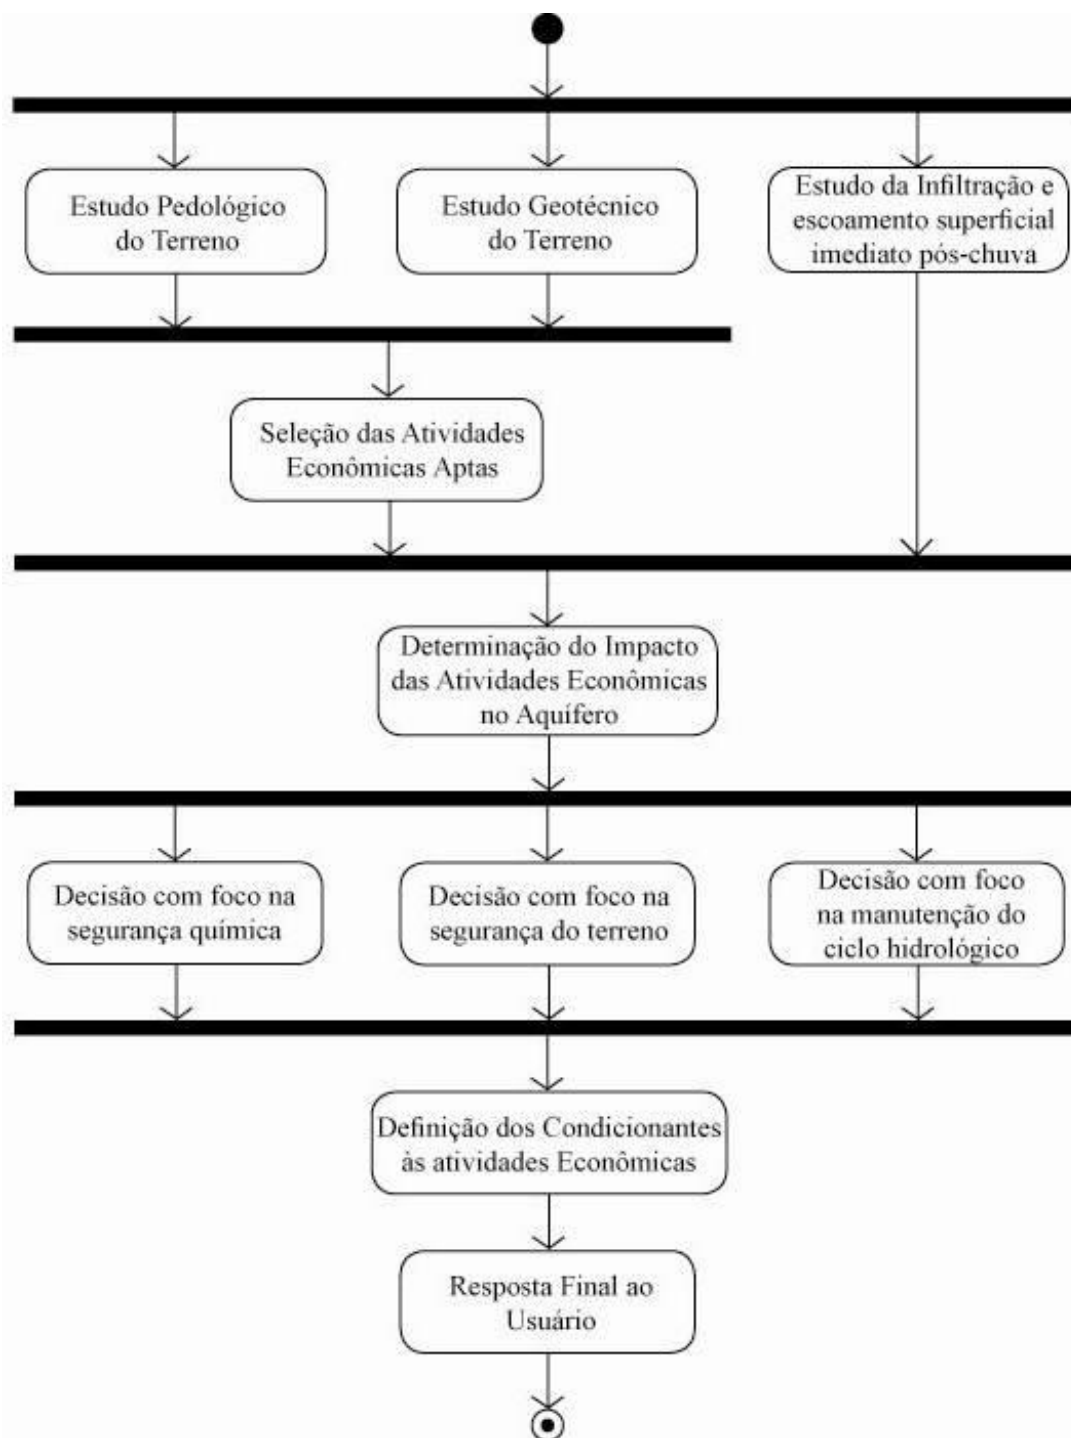 Estudo Pedológico
do Terreno
Estudo Geotécnico
do Terreno
Estudo da Infiltração e
escoamento superficial
imediato pós-chuva
Seleção das Atividades
Econômicas Aptas
Determinação do Impacto
das Atividades Econômicas
no Aquífero
Decisão com foco na
segurança química
Decisão com foco na
segurança do terreno
Decisão com foco
na manutenção do
ciclo hidrológico
Definição dos Condicionantes
às atividades Econômicas
Resposta Final ao
Usuário